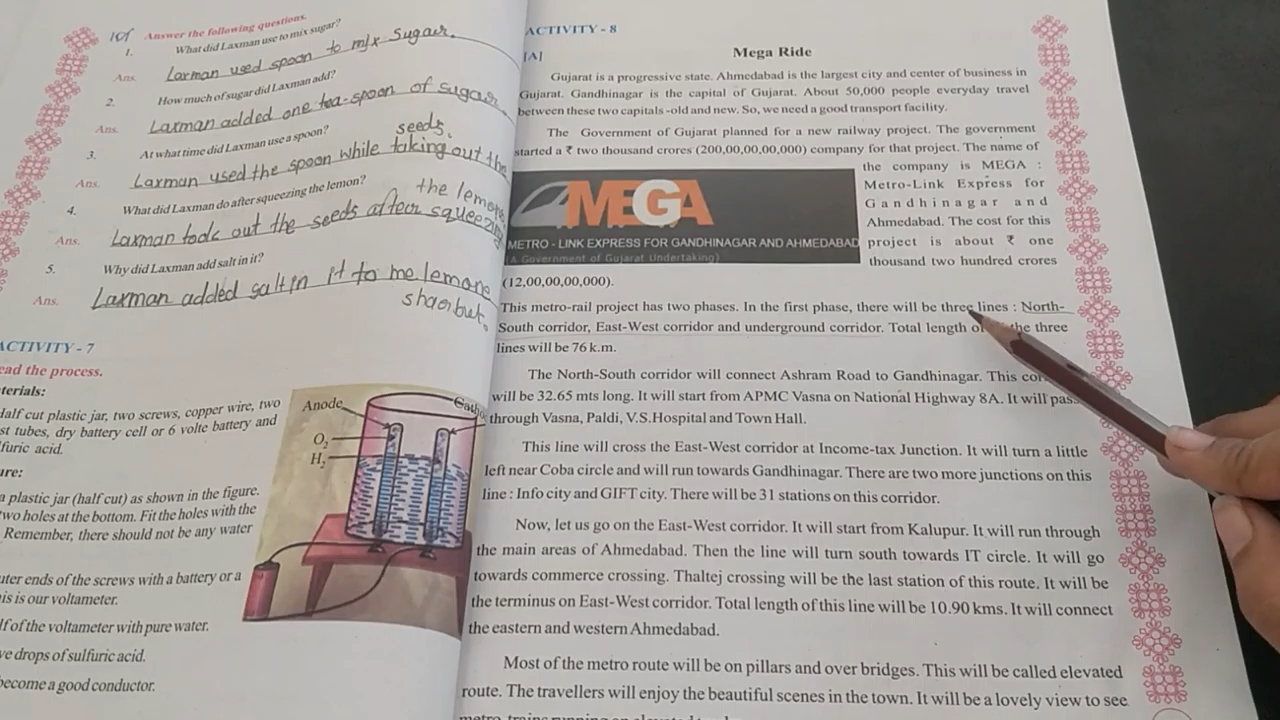 101 Answer the following questions.
1. What did Laxman use to mix sugar?
Ans. Laxman used spoon to mix sugar.
2. How much of sugar did Laxman add?
Ans. Laxman added one tea-spoon of sugar
3. At what time did Laxman use a spoon?
seeds.
Ans. Laxman used the spoon while taking out the
4. What did Laxman do after squeezing the lemon?
the lemon
Ans. Laxman took out the seeds after squeezing
5. Why did Laxman add salt in it?
Ans. Laxman added salt in it to me lemone
sharbut.
ACTIVITY - 7
ead the process.
terials:
Half cut plastic jar, two screws, copper wire, two
st tubes, dry battery cell or 6 volte battery and
lfuric acid.
ure:
a plastic jar (half cut) as shown in the figure.
two holes at the bottom. Fit the holes with the
Remember, there should not be any water
uter ends of the screws with a battery or a
is is our voltameter.
lf of the voltameter with pure water.
ve drops of sulfuric acid.
become a good conductor.
Anode
Catho
O2
H2
ACTIVITY - 8
[A]
Mega Ride
Gujarat is a progressive state. Ahmedabad is the largest city and center of business in
Gujarat. Gandhinagar is the capital of Gujarat. About 50,000 people everyday travel
between these two capitals -old and new. So, we need a good transport facility.
The Government of Gujarat planned for a new railway project. The government
started a ₹ two thousand crores (200,00,00,00,000) company for that project. The name of
the company is MEGA :
Metro-Link Express for
Gandhinagar and
Ahmedabad. The cost for this
project is about ₹ one
thousand two hundred crores
MEGA
METRO - LINK EXPRESS FOR GANDHINAGAR AND AHMEDABAD
(A Government of Gujarat Undertaking)
(12,00,00,00,000).
This metro-rail project has two phases. In the first phase, there will be three lines : North-
South corridor, East-West corridor and underground corridor. Total length of the three
lines will be 76 k.m.
The North-South corridor will connect Ashram Road to Gandhinagar. This cor
will be 32.65 mts long. It will start from APMC Vasna on National Highway 8A. It will pass
through Vasna, Paldi, V.S.Hospital and Town Hall.
This line will cross the East-West corridor at Income-tax Junction. It will turn a little
left near Coba circle and will run towards Gandhinagar. There are two more junctions on this
line : Info city and GIFT city. There will be 31 stations on this corridor.
Now, let us go on the East-West corridor. It will start from Kalupur. It will run through
the main areas of Ahmedabad. Then the line will turn south towards IT circle. It will go
towards commerce crossing. Thaltej crossing will be the last station of this route. It will be
the terminus on East-West corridor. Total length of this line will be 10.90 kms. It will connect
the eastern and western Ahmedabad.
Most of the metro route will be on pillars and over bridges. This will be called elevated
route. The travellers will enjoy the beautiful scenes in the town. It will be a lovely view to see